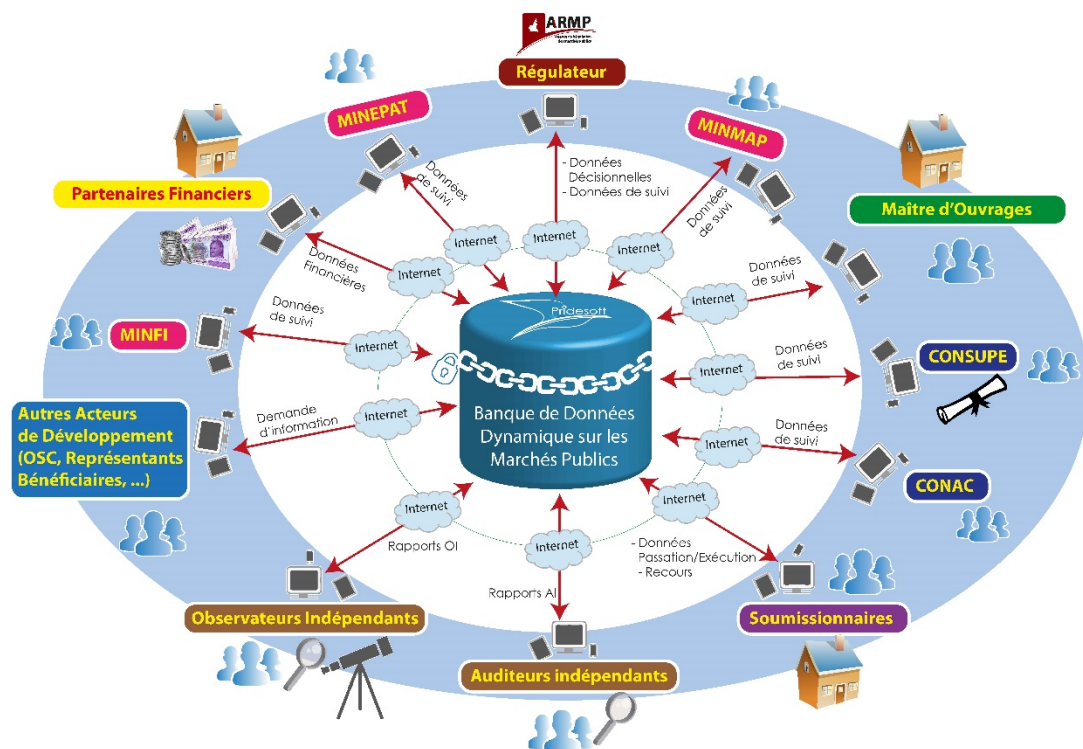 ARMP
Régulateur
MINEPAT
MINMAP
Données
de suivi
- Données
Décisionnelles
- Données de suivi
Données
de suivi
Partenaires Financiers
Maître d'Ouvrages
Internet
Internet
Internet
Données
Financières
Internet
Données
de suivi
Internet
MINFI
Données
de suivi
Internet
Pridesoft
Banque de Données
Dynamique sur les
Marchés Publics
Internet
Données
de suivi
CONSUPE
Autres Acteurs
de Développement
(OSC, Représentants
Bénéficiaires, ...)
Demande
d'information
Internet
Internet
Données
de suivi
CONAC
Internet
Rapports OI
Internet
Rapports AI
Internet
- Données
Passation/Exécution
- Recours
Observateurs Indépendants
Auditeurs indépendants
Soumissionnaires